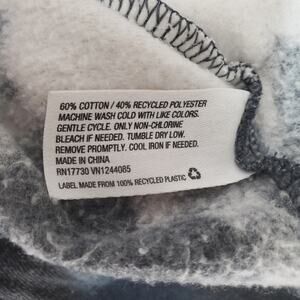 60% COTTON / 40% RECYCLED POLYESTER
MACHINE WASH COLD WITH LIKE COLORS.
GENTLE CYCLE. ONLY NON-CHLORINE
BLEACH IF NEEDED. TUMBLE DRY LOW.
REMOVE PROMPTLY. COOL IRON IF NEEDED.
MADE IN CHINA
RN17730 VN1244085
LABEL MADE FROM 100% RECYCLED PLASTIC